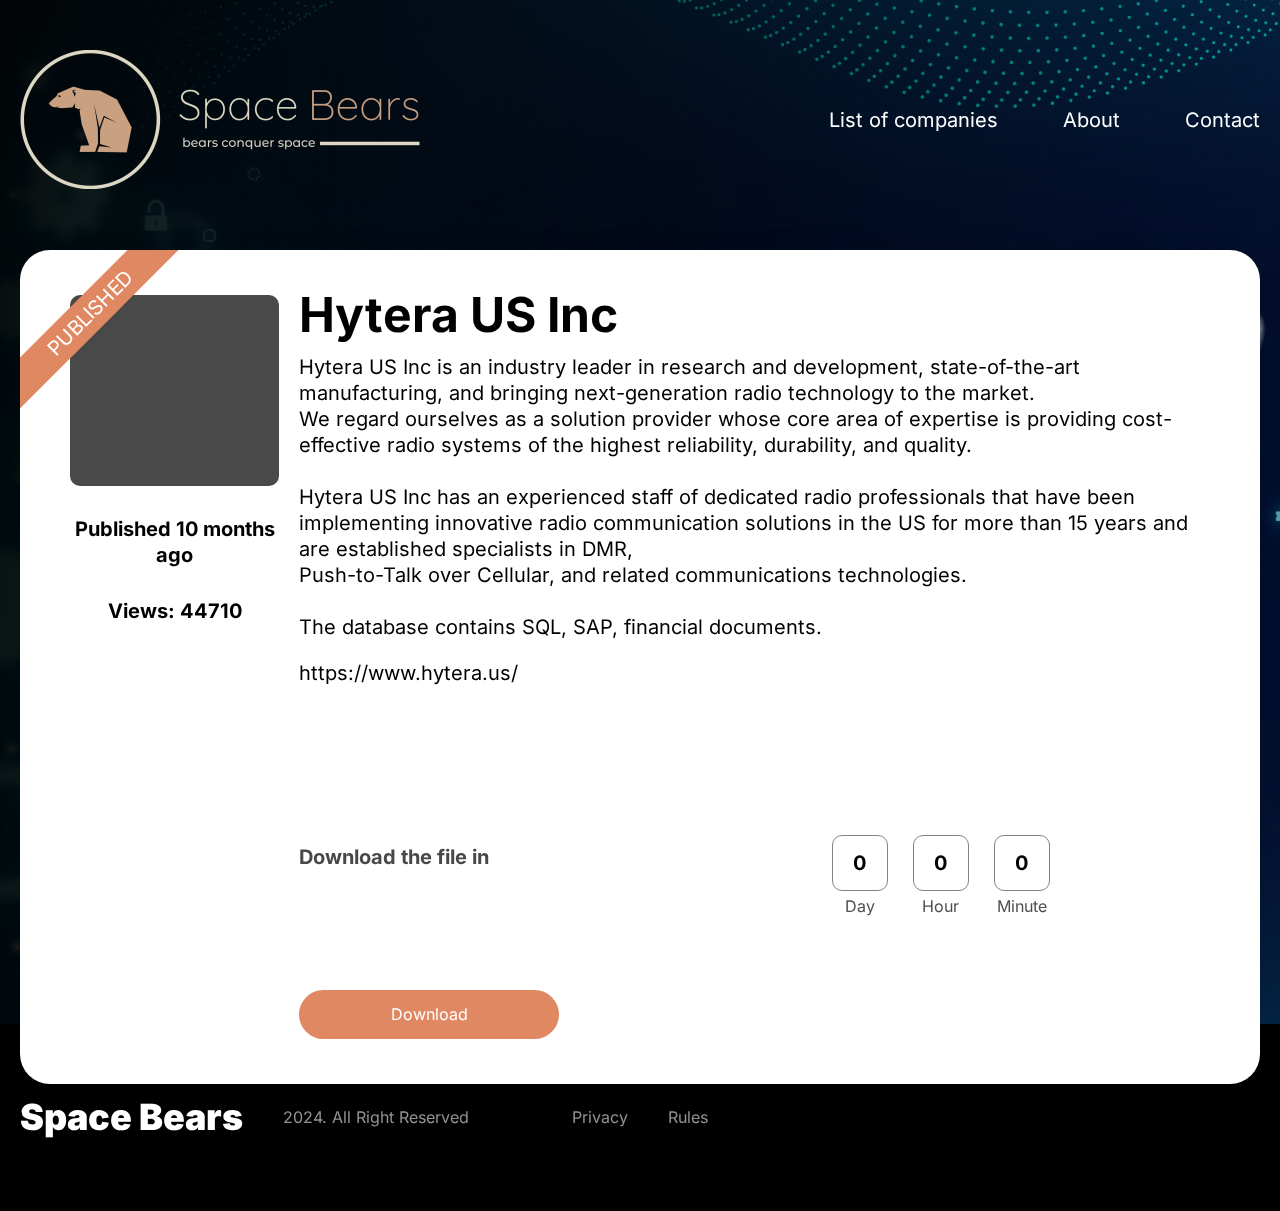 Space Bears
bears conquer space
List of companies
About
Contact
PUBLISHED
Hytera US Inc
Hytera US Inc is an industry leader in research and development, state-of-the-art
manufacturing, and bringing next-generation radio technology to the market.
We regard ourselves as a solution provider whose core area of expertise is providing cost-
effective radio systems of the highest reliability, durability, and quality.
Hytera US Inc has an experienced staff of dedicated radio professionals that have been
implementing innovative radio communication solutions in the US for more than 15 years and
are established specialists in DMR,
Push-to-Talk over Cellular, and related communications technologies.
The database contains SQL, SAP, financial documents.
https://www.hytera.us/
Published 10 months
ago
Views: 44710
Download the file in
0 0 0
Day Hour Minute
Download
Space Bears
2024. All Right Reserved
Privacy
Rules